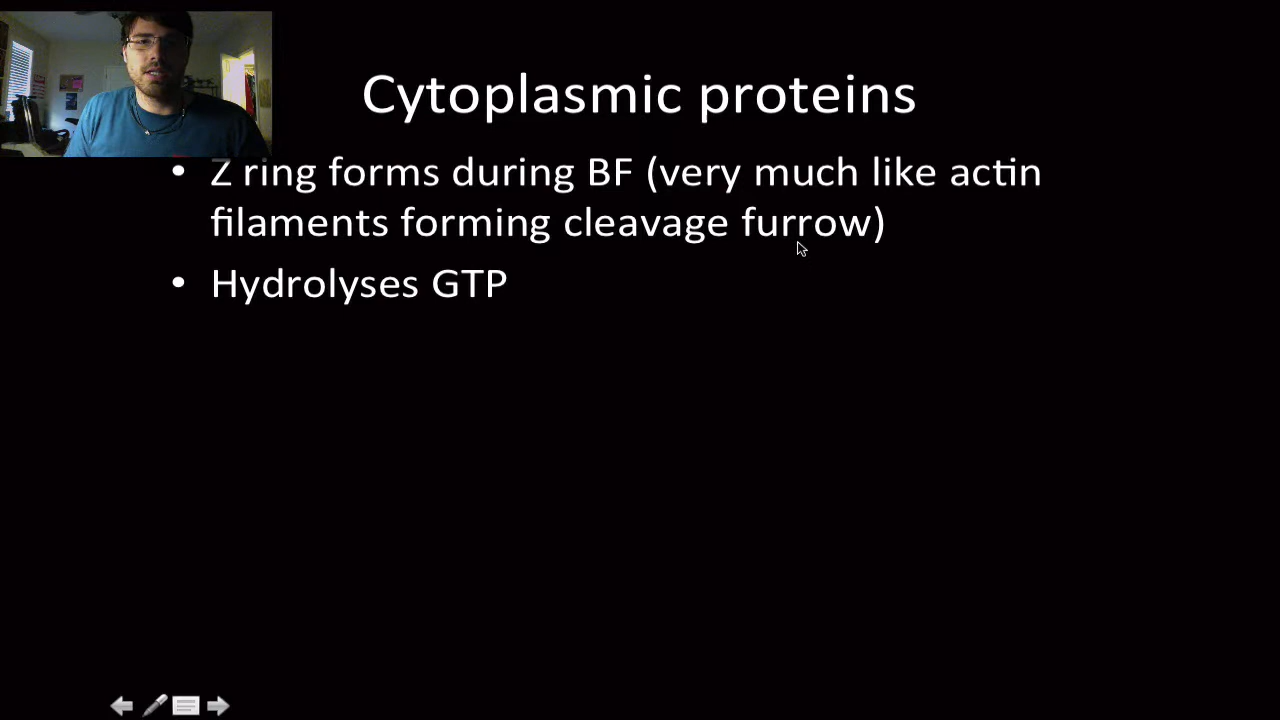 Cytoplasmic proteins
• Z ring forms during BF (very much like actin
filaments forming cleavage furrow)
• Hydrolyses GTP